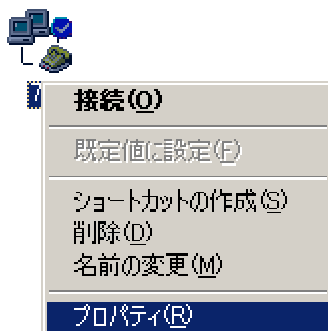 接続(O)
既定値に設定(F)
ショートカットの作成(S)
削除(D)
名前の変更(M)
プロパティ(R)